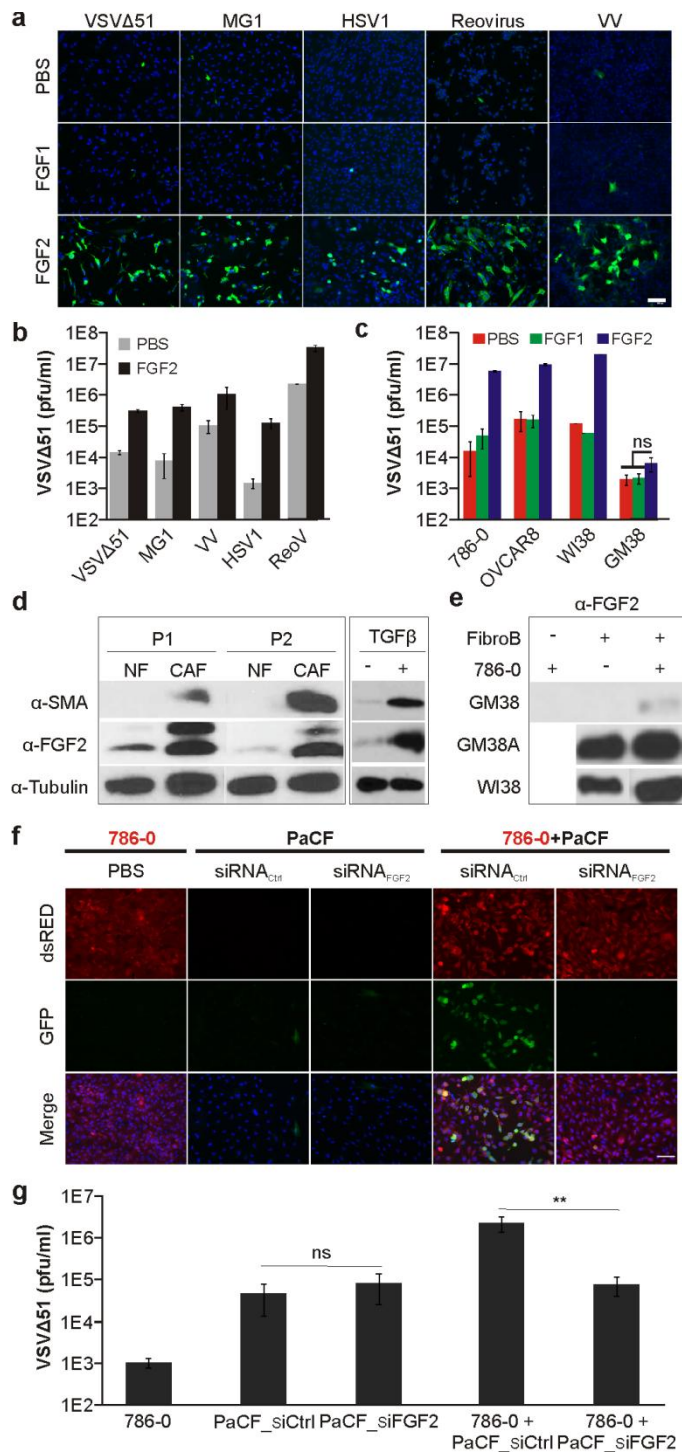 a
VSVΔ51 MG1 HSV1 Reovirus VV
PBS
FGF1
FGF2
b
VSVΔ51 (pfu/ml)
1E8
1E7
1E6
1E5
1E4
1E3
1E2
PBS
FGF2
VSVΔ51 MG1 VV HSV1 ReoV
c
VSVΔ51 (pfu/ml)
1E8
1E7
1E6
1E5
1E4
1E3
1E2
PBS FGF1 FGF2
ns
786-0 OVCAR8 WI38 GM38
d
P1 P2 TGFβ
NF CAF NF CAF - +
α-SMA
α-FGF2
α-Tubulin
e
α-FGF2
FibroB - + +
786-0 + - +
GM38
GM38A
WI38
f
786-0 PaCF 786-0+PaCF
PBS siRNACtrl siRNAFGF2 siRNACtrl siRNAFGF2
dsRED
GFP
Merge
g
VSVΔ51 (pfu/ml)
1E7
1E6
1E5
1E4
1E3
1E2
ns
**
786-0 PaCF_siCtrl PaCF_siFGF2 786-0 + PaCF_siCtrl 786-0 + PaCF_siFGF2